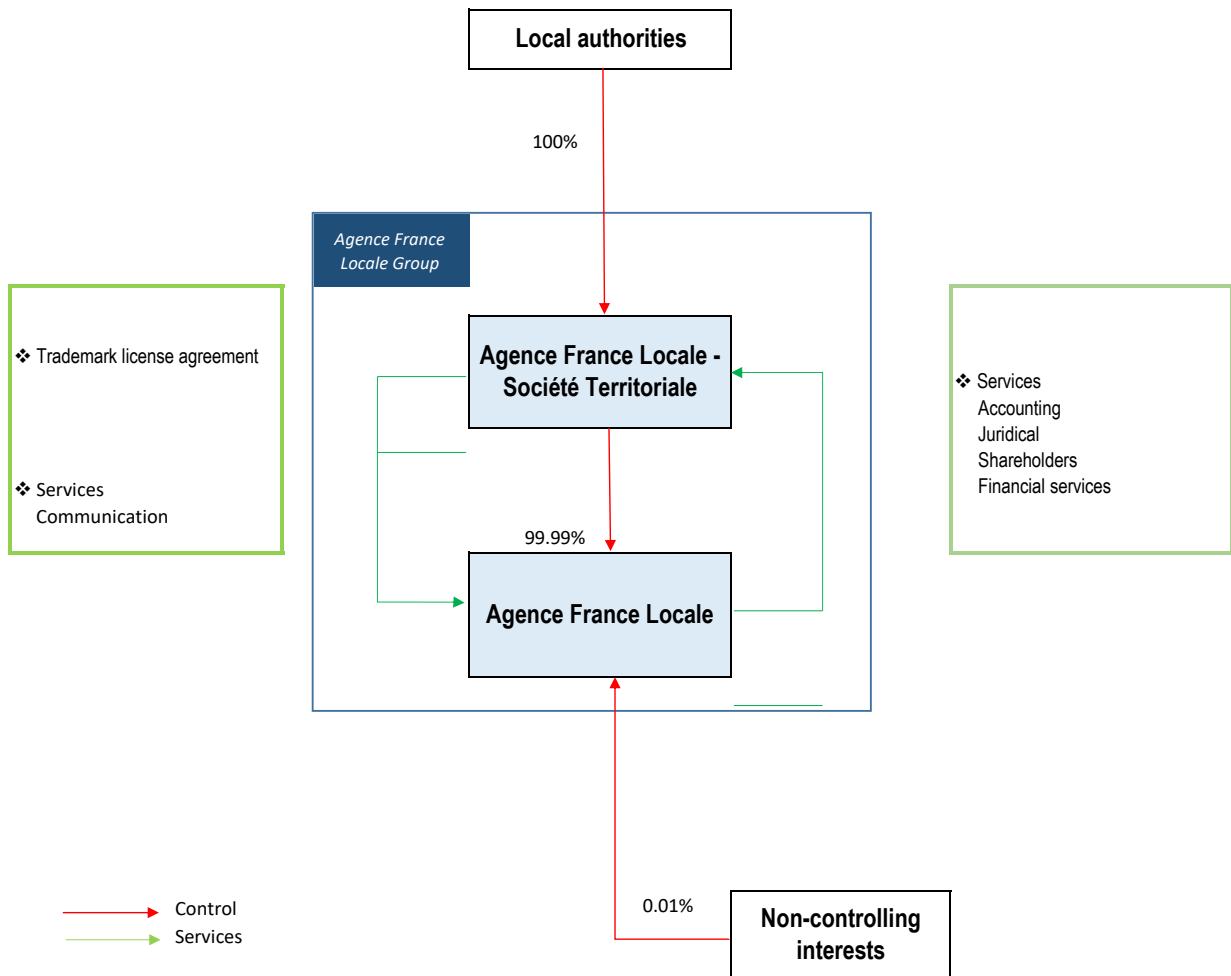 Local authorities
100%
Agence France
Locale Group
❖ Trademark license agreement
❖ Services
Communication
Agence France Locale -
Société Territoriale
❖ Services
Accounting
Juridical
Shareholders
Financial services
99.99%
Agence France Locale
Control
Services
0.01%
Non-controlling
interests